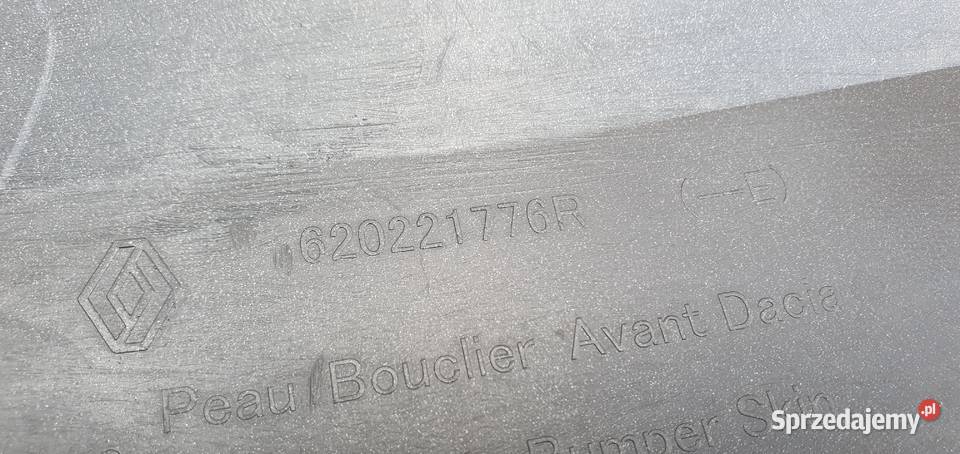 620221776R (--E)
Peau/Bouclier Avant Dacia
Bumper Skin
Sprzedajemy.pl